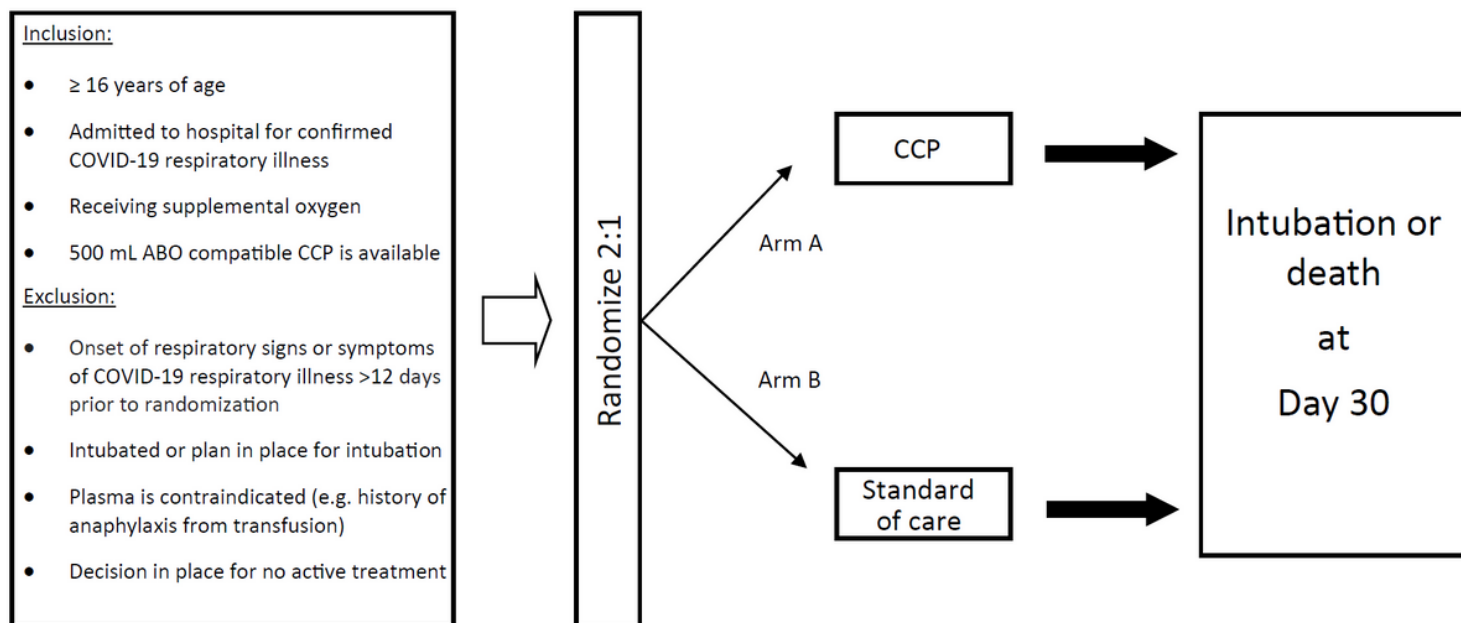 Inclusion:
● ≥ 16 years of age
● Admitted to hospital for confirmed
COVID-19 respiratory illness
● Receiving supplemental oxygen
● 500 mL ABO compatible CCP is available
Exclusion:
● Onset of respiratory signs or symptoms
of COVID-19 respiratory illness >12 days
prior to randomization
● Intubated or plan in place for intubation
● Plasma is contraindicated (e.g. history of
anaphylaxis from transfusion)
● Decision in place for no active treatment
Randomize 2:1
Arm A
Arm B
CCP
Standard
of care
Intubation or
death
at
Day 30